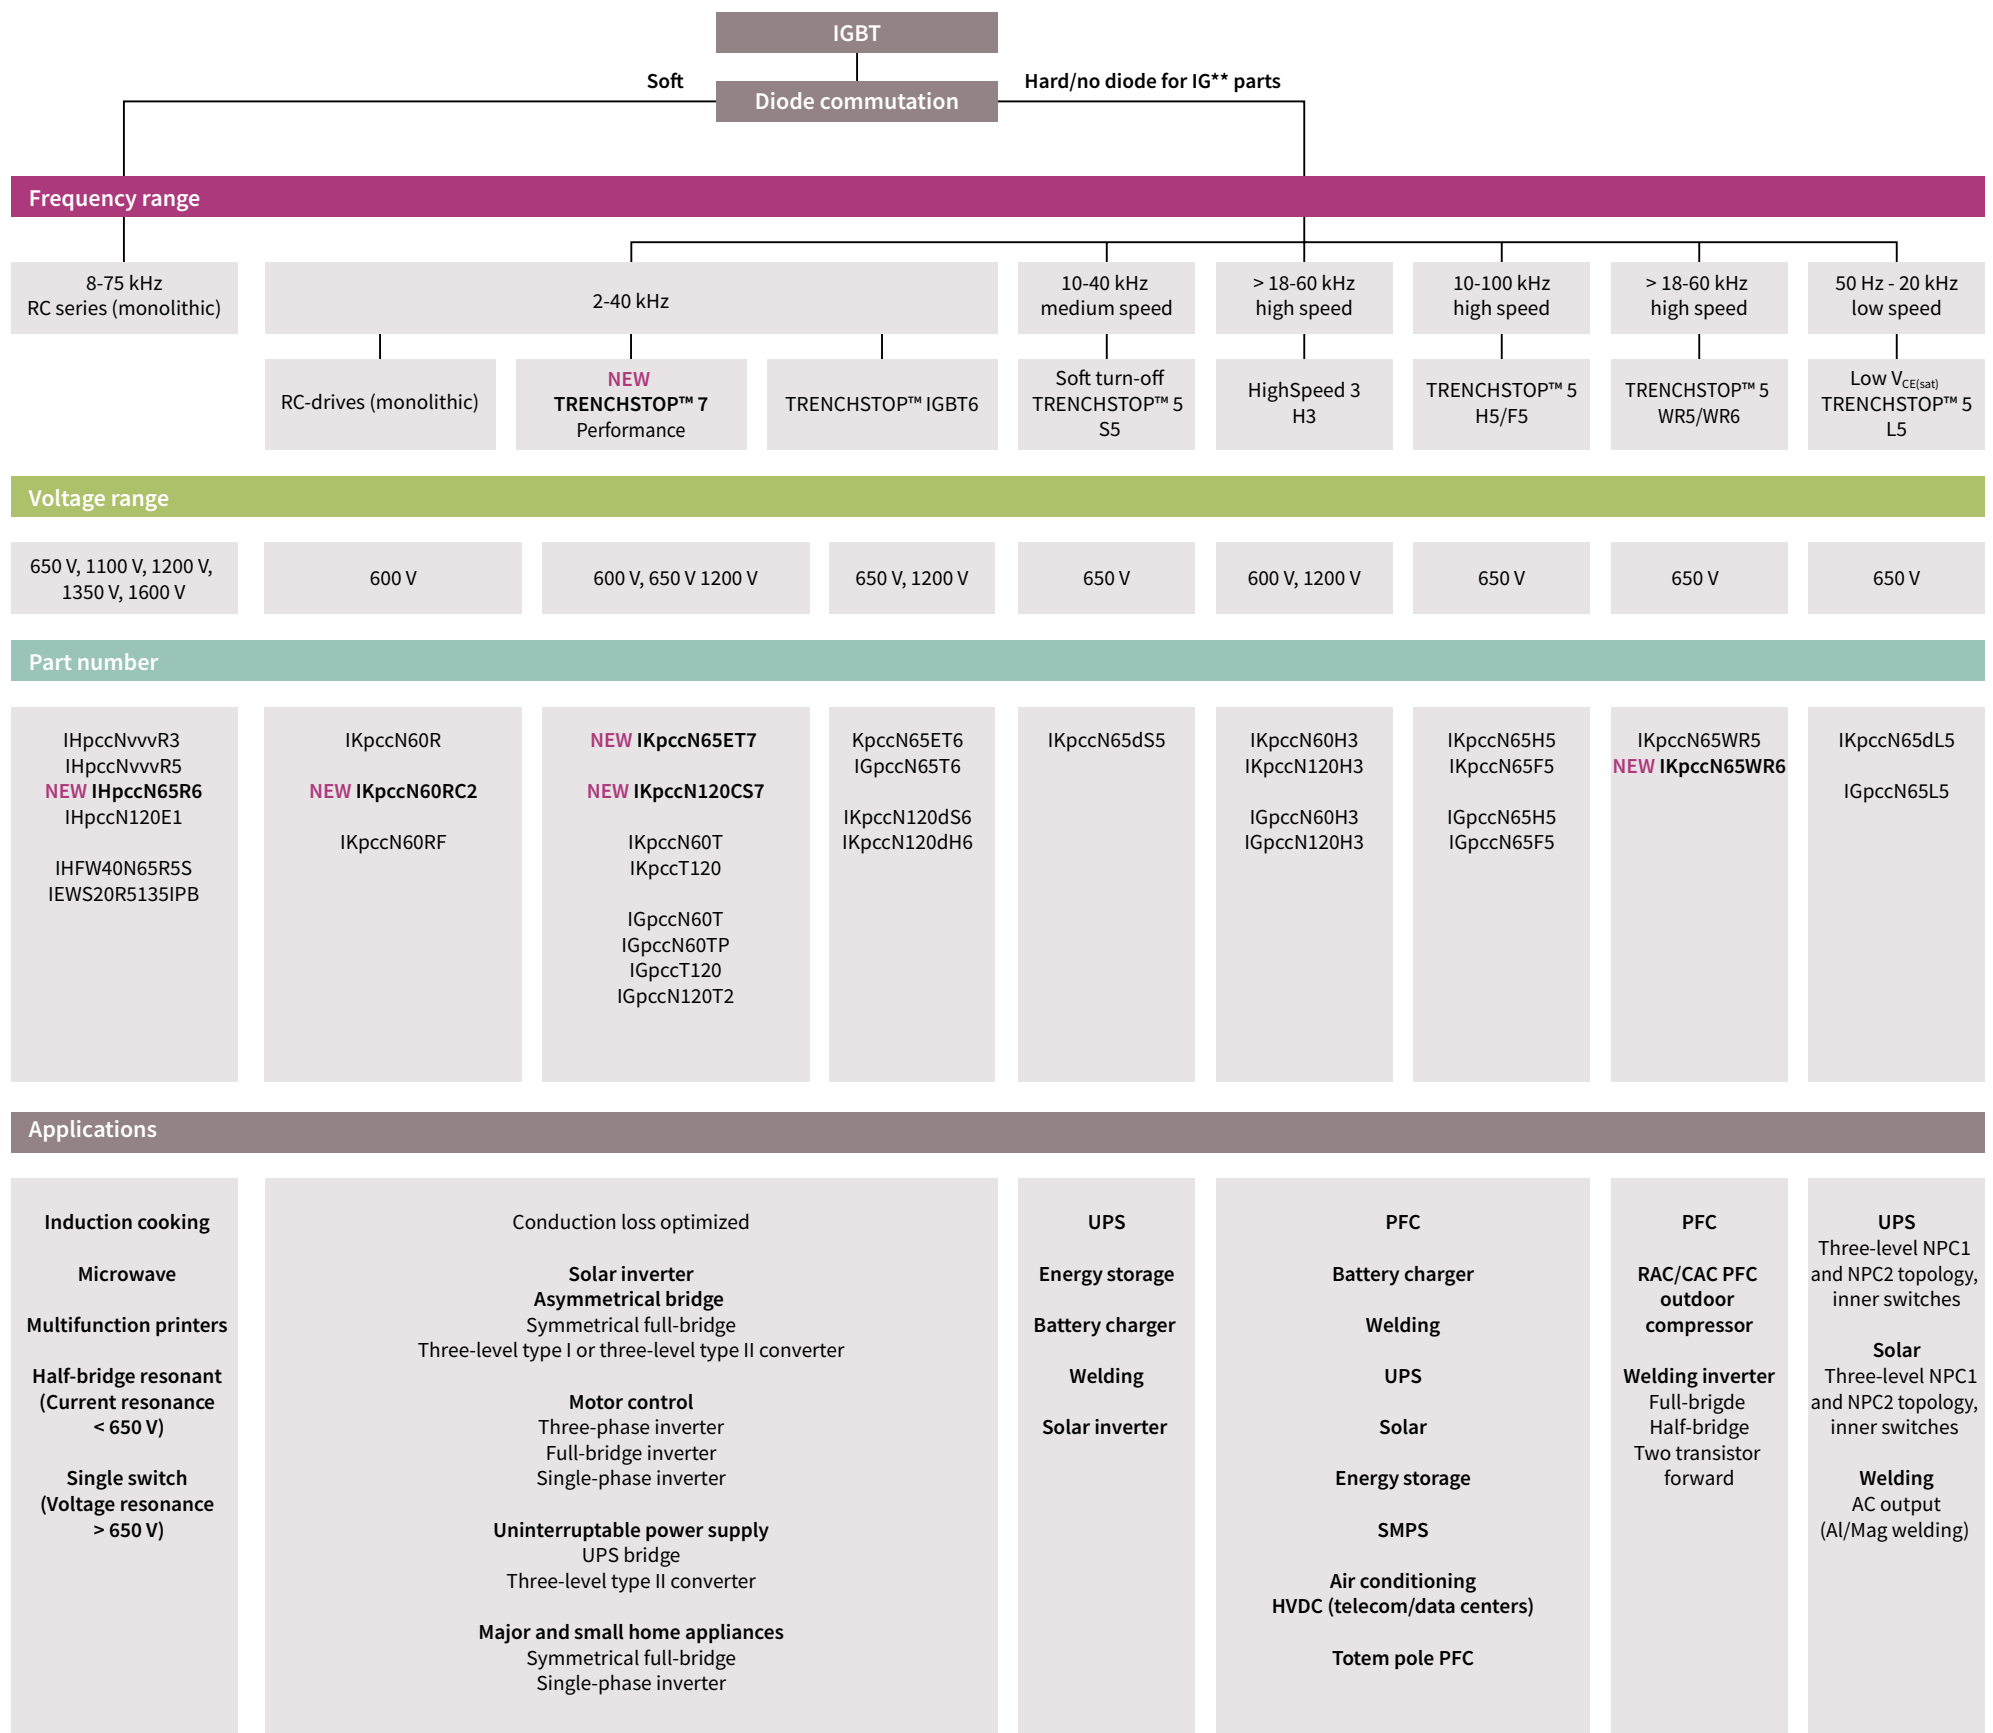 IGBT
Soft
Hard/no diode for IG** parts
Diode commutation
Frequency range
8-75 kHz
RC series (monolithic)
2-40 kHz
10-40 kHz
medium speed
> 18-60 kHz
high speed
10-100 kHz
high speed
> 18-60 kHz
high speed
50 Hz - 20 kHz
low speed
RC-drives (monolithic)
NEW
TRENCHSTOP™ 7
Performance
TRENCHSTOP™ IGBT6
Soft turn-off
TRENCHSTOP™ 5
S5
HighSpeed 3
H3
TRENCHSTOP™ 5
H5/F5
TRENCHSTOP™ 5
WR5/WR6
Low VCE(sat)
TRENCHSTOP™ 5
L5
Voltage range
650 V, 1100 V, 1200 V,
1350 V, 1600 V
600 V
600 V, 650 V 1200 V
650 V, 1200 V
650 V
600 V, 1200 V
650 V
650 V
650 V
Part number
IHpccNvvvR3
IHpccNvvvR5
NEW IHpccN65R6
IHpccN120E1
IHFW40N65R5S
IEWS20R5135IPB
IKpccN60R
NEW IKpccN60RC2
IKpccN60RF
NEW IKpccN65ET7
NEW IKpccN120CS7
IKpccN60T
IKpccT120
IGpccN60T
IGpccN60TP
IGpccT120
IGpccN120T2
KpccN65ET6
IGpccN65T6
IKpccN120dS6
IKpccN120dH6
IKpccN65dS5
IKpccN60H3
IKpccN120H3
IGpccN60H3
IGpccN120H3
IKpccN65H5
IKpccN65F5
IGpccN65H5
IGpccN65F5
IKpccN65WR5
NEW IKpccN65WR6
IKpccN65dL5
IGpccN65L5
Applications
Induction cooking
Microwave
Multifunction printers
Half-bridge resonant
(Current resonance
< 650 V)
Single switch
(Voltage resonance
> 650 V)
Conduction loss optimized
Solar inverter
Asymmetrical bridge
Symmetrical full-bridge
Three-level type I or three-level type II converter
Motor control
Three-phase inverter
Full-bridge inverter
Single-phase inverter
Uninterruptable power supply
UPS bridge
Three-level type II converter
Major and small home appliances
Symmetrical full-bridge
Single-phase inverter
UPS
Energy storage
Battery charger
Welding
Solar inverter
PFC
Battery charger
Welding
UPS
Solar
Energy storage
SMPS
Air conditioning
HVDC (telecom/data centers)
Totem pole PFC
PFC
RAC/CAC PFC
outdoor
compressor
Welding inverter
Full-brigde
Half-bridge
Two transistor
forward
UPS
Three-level NPC1
and NPC2 topology,
inner switches
Solar
Three-level NPC1
and NPC2 topology,
inner switches
Welding
AC output
(Al/Mag welding)